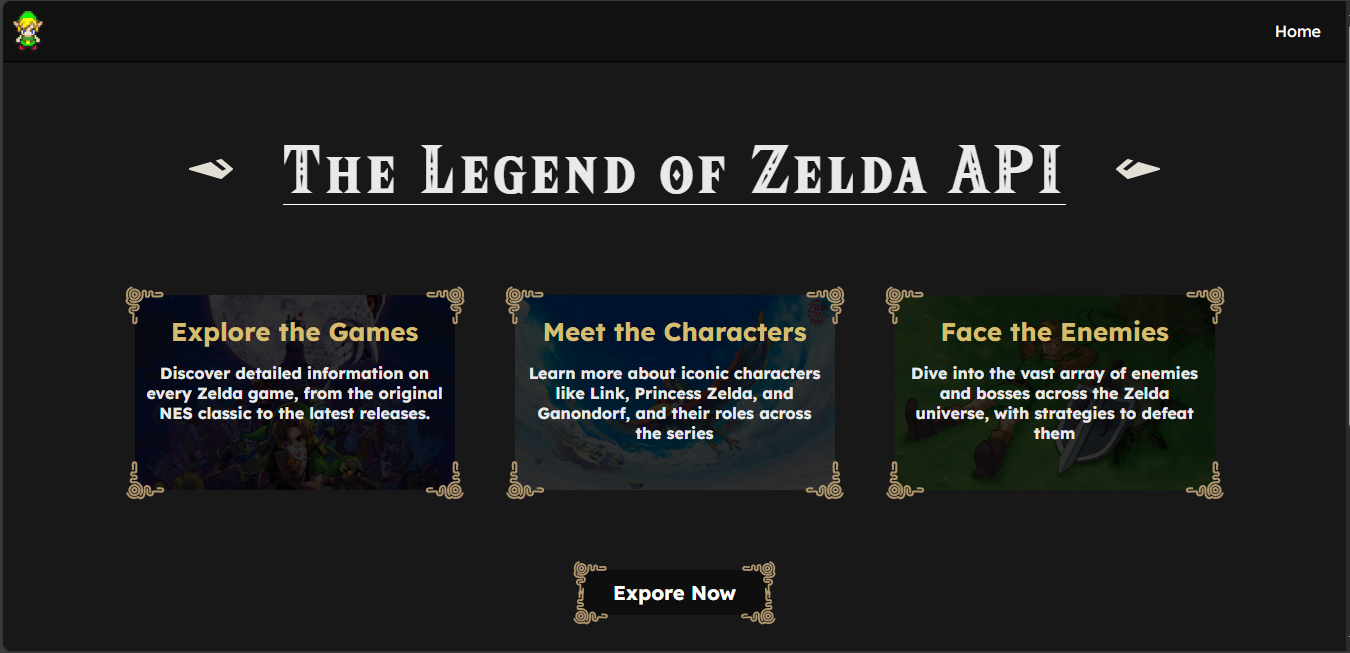 Home
The Legend of Zelda API
Explore the Games
Discover detailed information on
every Zelda game, from the original
NES classic to the latest releases.
Meet the Characters
Learn more about iconic characters
like Link, Princess Zelda, and
Ganondorf, and their roles across
the series
Face the Enemies
Dive into the vast array of enemies
and bosses across the Zelda
universe, with strategies to defeat
them
Expore Now